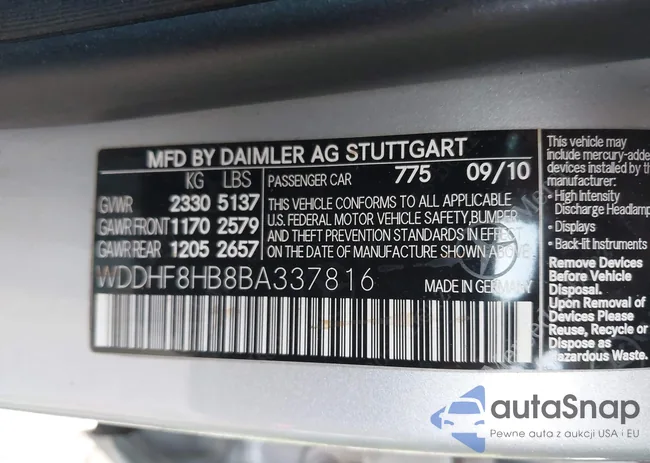 MFD BY DAIMLER AG STUTTGART
KG LBS
PASSENGER CAR 775 09/10
GVWR 2330 5137
GAWR FRONT 1170 2579
GAWR REAR 1205 2657
THIS VEHICLE CONFORMS TO ALL APPLICABLE
U.S. FEDERAL MOTOR VEHICLE SAFETY, BUMPER
AND THEFT PREVENTION STANDARDS IN EFFECT
ON THE DATE OF MANUFACTURE SHOWN ABOVE.
WDDHF8HB8BA337816
MADE IN GERMANY
This vehicle may
include mercury-added
devices installed by the
• High Intensity
Discharge Headlamp
• Displays
• Back-lit Instruments
Remove Devices
Before Vehicle
Disposal.
Upon Removal of
Devices Please
Reuse, Recycle or
Dispose as
Hazardous Waste.
autaSnap
Pewne auta z aukcji USA i EU